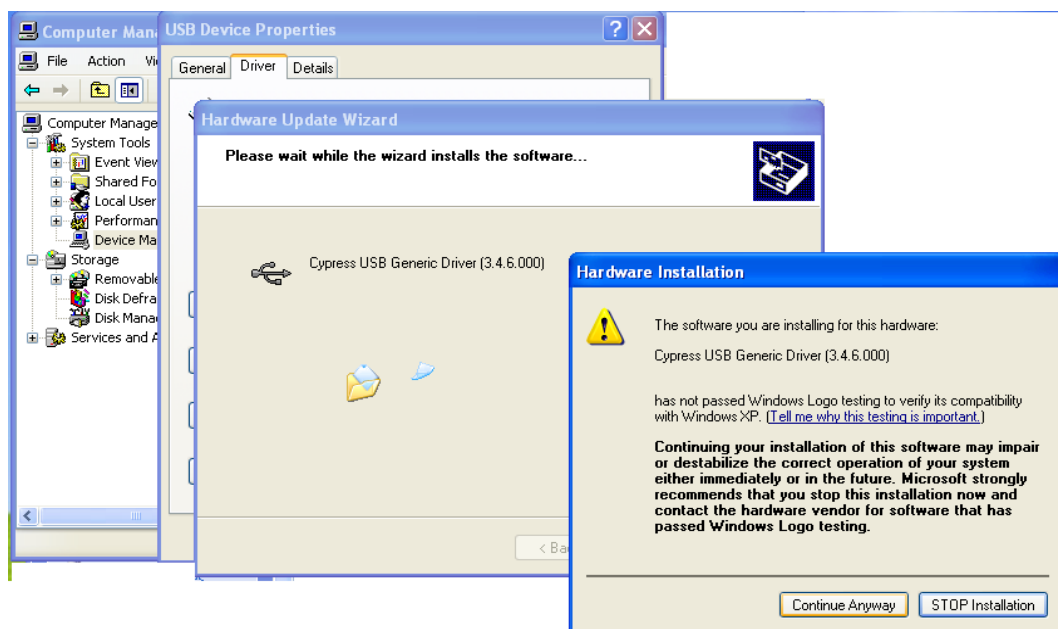 Computer Man
File Action Vi
Computer Manage
System Tools
Event View
Shared Fo
Local User
Performan
Device Ma
Storage
Removable
Disk Defra
Disk Mana
Services and A
USB Device Properties
General Driver Details
Hardware Update Wizard
Please wait while the wizard installs the software...
Cypress USB Generic Driver (3.4.6.000)
< Ba
Hardware Installation
The software you are installing for this hardware:
Cypress USB Generic Driver (3.4.6.000)
has not passed Windows Logo testing to verify its compatibility
with Windows XP. (Tell me why this testing is important.)
Continuing your installation of this software may impair
or destabilize the correct operation of your system
either immediately or in the future. Microsoft strongly
recommends that you stop this installation now and
contact the hardware vendor for software that has
passed Windows Logo testing.
Continue Anyway STOP Installation